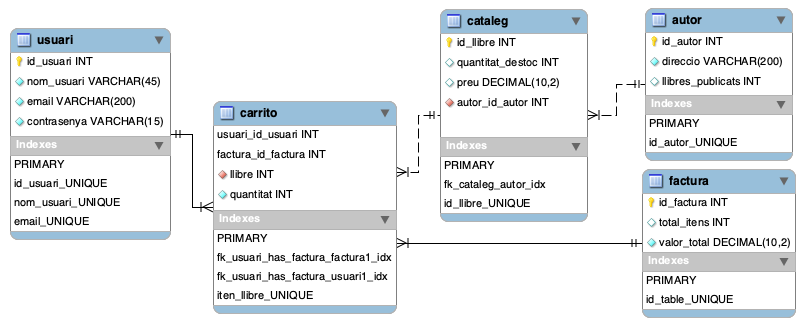 usuari
id_usuari INT
nom_usuari VARCHAR(45)
email VARCHAR(200)
contrasenya VARCHAR(15)
Indexes
PRIMARY
id_usuari_UNIQUE
nom_usuari_UNIQUE
email_UNIQUE
carrito
usuari_id_usuari INT
factura_id_factura INT
llibre INT
quantitat INT
Indexes
PRIMARY
fk_usuari_has_factura_factura1_idx
fk_usuari_has_factura_usuari1_idx
iten_llibre_UNIQUE
cataleg
id_llibre INT
quantitat_destoc INT
preu DECIMAL(10,2)
autor_id_autor INT
Indexes
PRIMARY
fk_cataleg_autor_idx
id_llibre_UNIQUE
autor
id_autor INT
direccio VARCHAR(200)
llibres_publicats INT
Indexes
PRIMARY
id_autor_UNIQUE
factura
id_factura INT
total_itens INT
valor_total DECIMAL(10,2)
Indexes
PRIMARY
id_table_UNIQUE